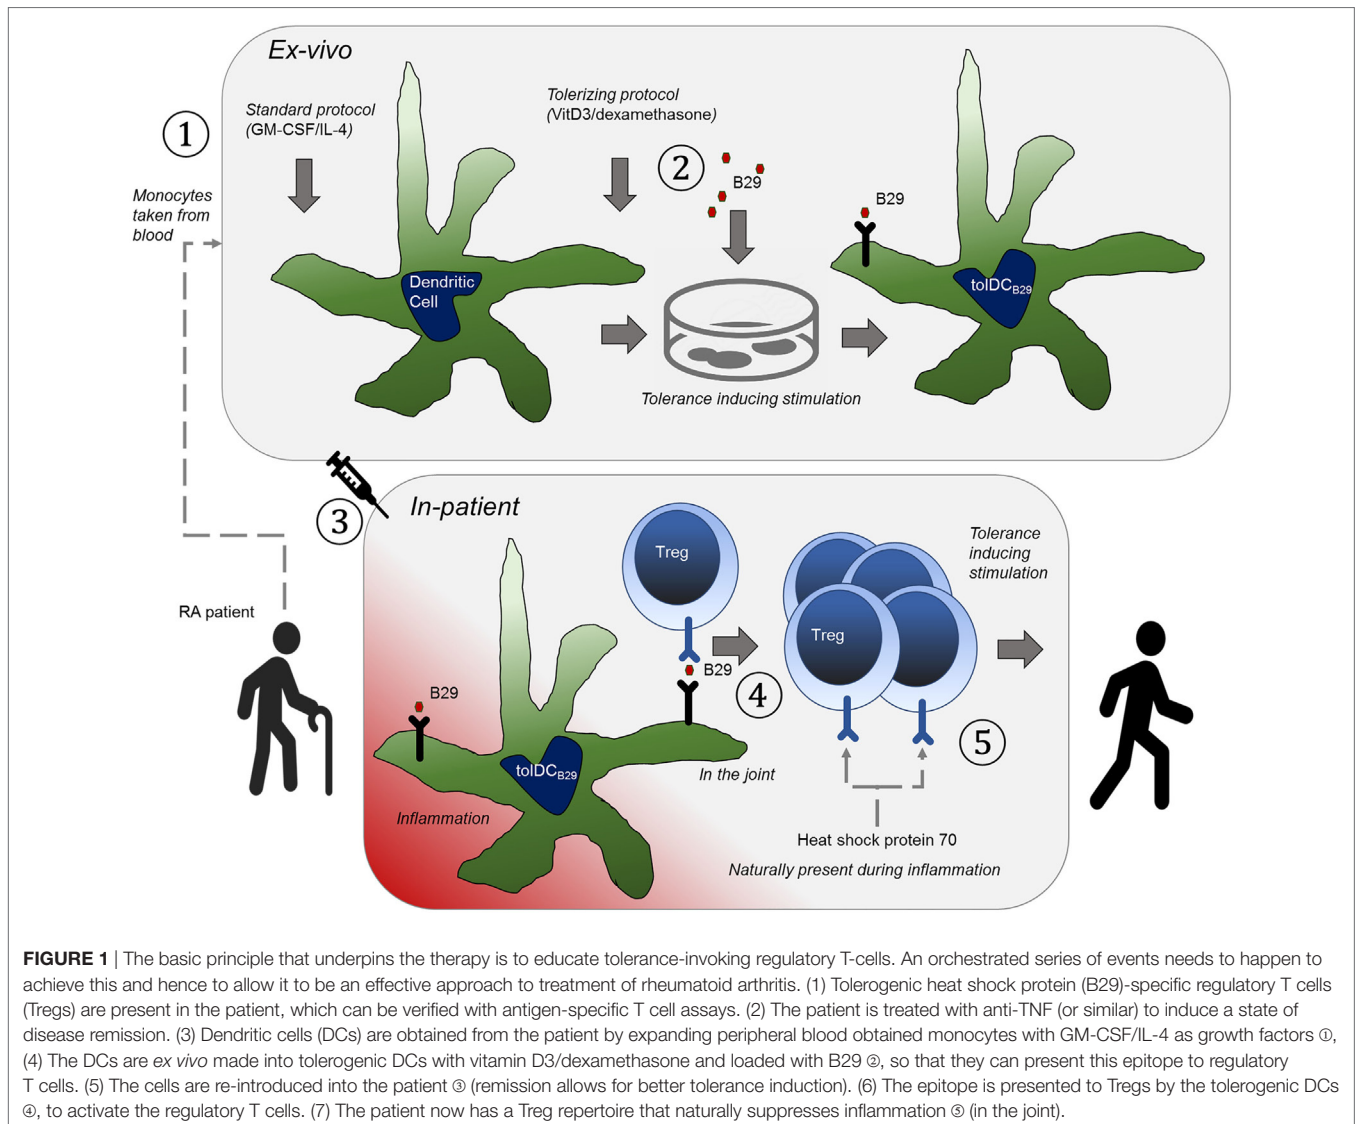 Ex-vivo
1
Standard protocol
(GM-CSF/IL-4)
Tolerizing protocol
(VitD3/dexamethasone)
2
B29
Monocytes
taken from
blood
B29
Dendritic
Cell
tolDCB29
Tolerance inducing stimulation
3
In-patient
Treg
Tolerance
inducing
stimulation
RA patient
Treg
B29
4
B29
5
tolDCB29
In the joint
Inflammation
Heat shock protein 70
Naturally present during inflammation
FIGURE 1 | The basic principle that underpins the therapy is to educate tolerance-invoking regulatory T-cells. An orchestrated series of events needs to happen to
achieve this and hence to allow it to be an effective approach to treatment of rheumatoid arthritis. (1) Tolerogenic heat shock protein (B29)-specific regulatory T cells
(Tregs) are present in the patient, which can be verified with antigen-specific T cell assays. (2) The patient is treated with anti-TNF (or similar) to induce a state of
disease remission. (3) Dendritic cells (DCs) are obtained from the patient by expanding peripheral blood obtained monocytes with GM-CSF/IL-4 as growth factors ①,
(4) The DCs are ex vivo made into tolerogenic DCs with vitamin D3/dexamethasone and loaded with B29 ②, so that they can present this epitope to regulatory
T cells. (5) The cells are re-introduced into the patient ③ (remission allows for better tolerance induction). (6) The epitope is presented to Tregs by the tolerogenic DCs
④, to activate the regulatory T cells. (7) The patient now has a Treg repertoire that naturally suppresses inflammation ⑤ (in the joint).